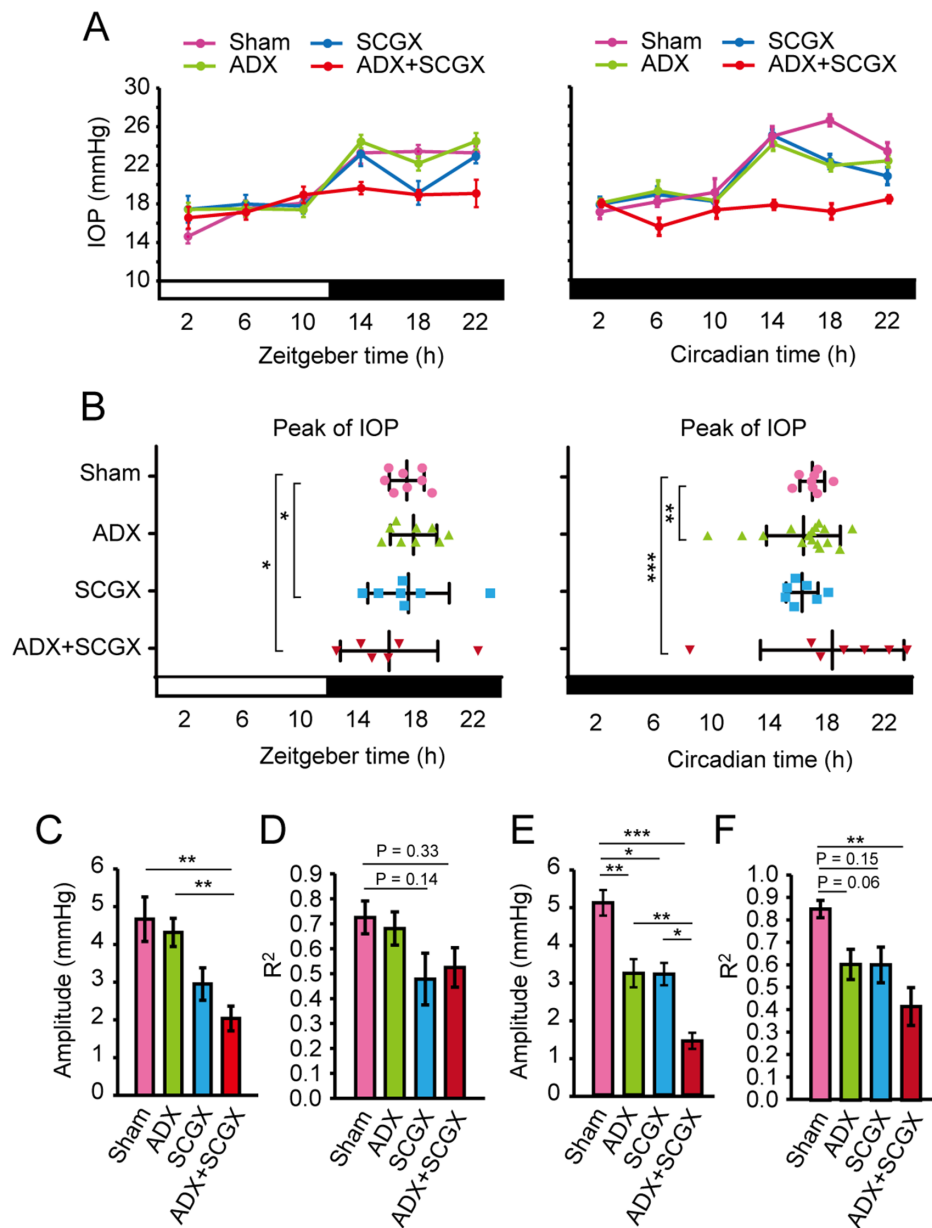 A
Sham SCGX
ADX ADX+SCGX
Sham SCGX
ADX ADX+SCGX
IOP (mmHg)
30
26
22
18
14
10
2 6 10 14 18 22
Zeitgeber time (h)
2 6 10 14 18 22
Circadian time (h)
B
Peak of IOP
Peak of IOP
Sham
ADX
SCGX
ADX+SCGX
*
*
**
***
2 6 10 14 18 22
Zeitgeber time (h)
2 6 10 14 18 22
Circadian time (h)
C
Amplitude (mmHg)
6
5
4
3
2
1
0
**
**
Sham
ADX
SCGX
ADX+SCGX
D
R²
0.9
0.8
0.7
0.6
0.5
0.4
0.3
0.2
0.1
0.0
P = 0.33
P = 0.14
Sham
ADX
SCGX
ADX+SCGX
E
Amplitude (mmHg)
6
5
4
3
2
1
0
***
*
**
**
*
Sham
ADX
SCGX
ADX+SCGX
F
R²
1.0
0.9
0.8
0.7
0.6
0.5
0.4
0.3
0.2
0.1
0.0
**
P = 0.15
P = 0.06
Sham
ADX
SCGX
ADX+SCGX